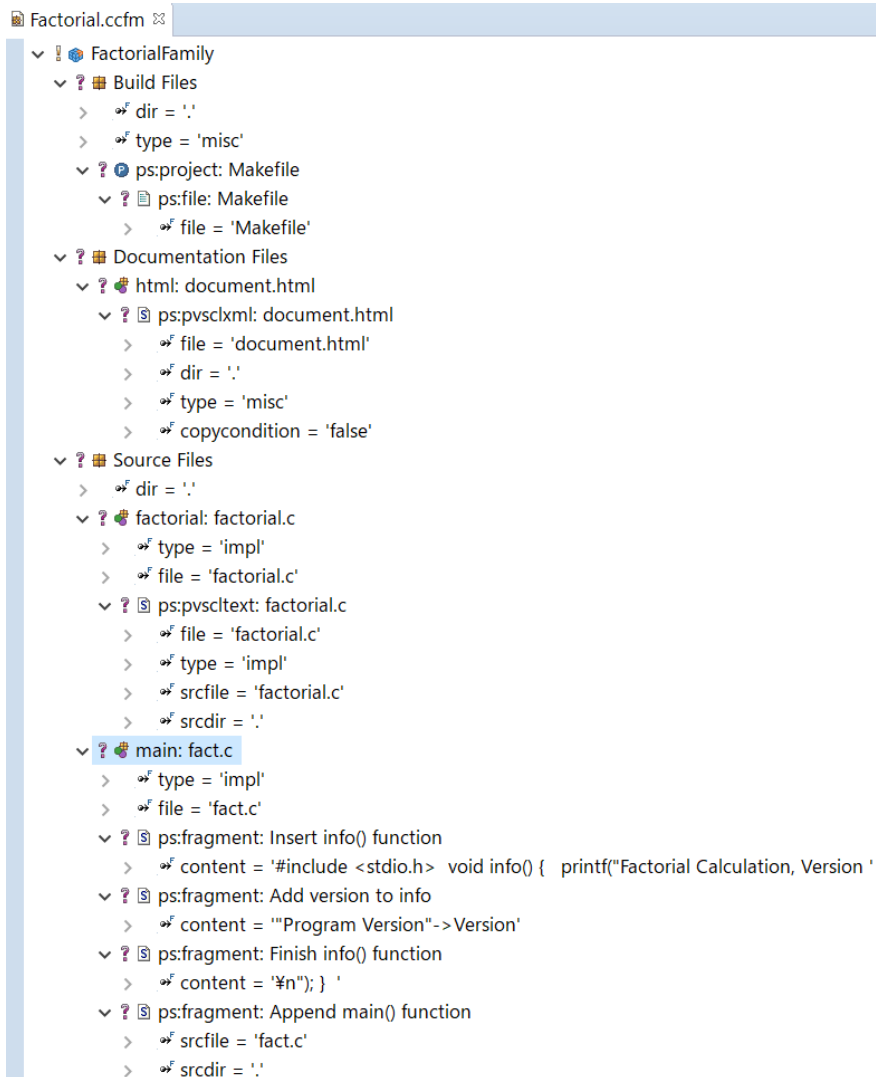 Factorial.ccfm
FactorialFamily
Build Files
dir = '.'
type = 'misc'
ps:project: Makefile
ps:file: Makefile
file = 'Makefile'
Documentation Files
html: document.html
ps:pvsclxml: document.html
file = 'document.html'
dir = '.'
type = 'misc'
copycondition = 'false'
Source Files
dir = '.'
factorial: factorial.c
type = 'impl'
file = 'factorial.c'
ps:pvscltext: factorial.c
file = 'factorial.c'
type = 'impl'
srcfile = 'factorial.c'
srcdir = '.'
main: fact.c
type = 'impl'
file = 'fact.c'
ps:fragment: Insert info() function
content = '#include <stdio.h>  void info() {   printf("Factorial Calculation, Version '
ps:fragment: Add version to info
content = '"Program Version"->Version'
ps:fragment: Finish info() function
content = '¥n"); }  '
ps:fragment: Append main() function
srcfile = 'fact.c'
srcdir = '.'